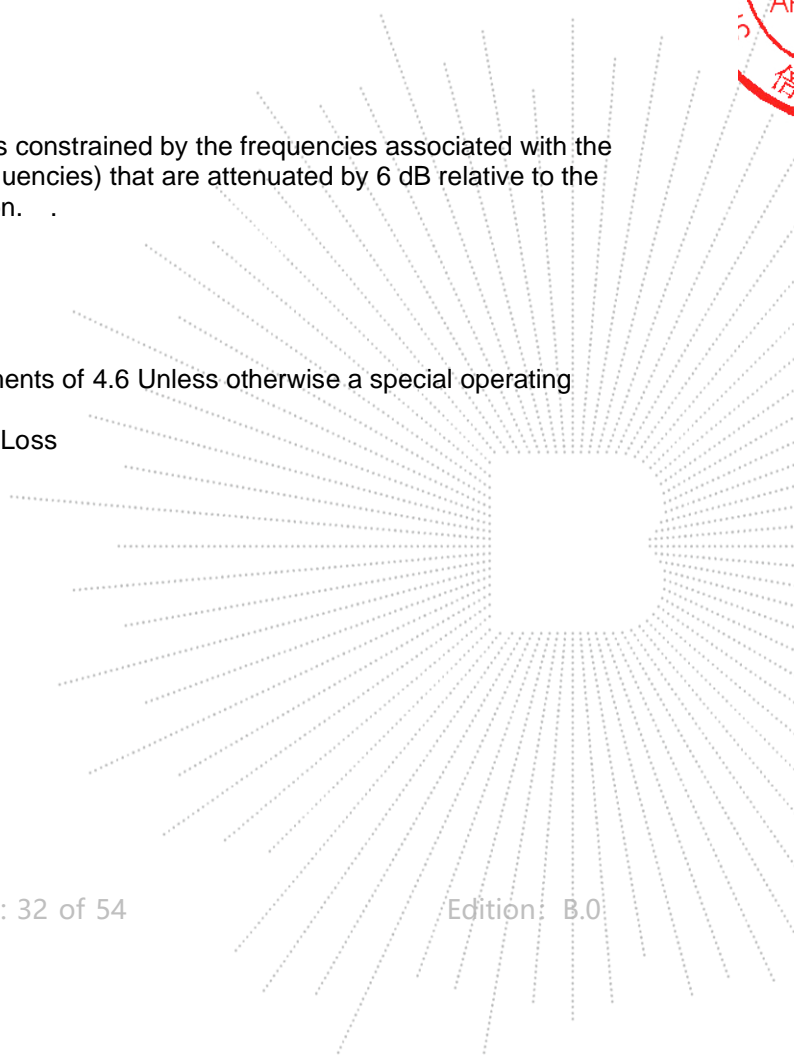 s constrained by the frequencies associated with the
uencies) that are attenuated by 6 dB relative to the
n. .
nents of 4.6 Unless otherwise a special operating
Loss
: 32 of 54 Edition: B.0